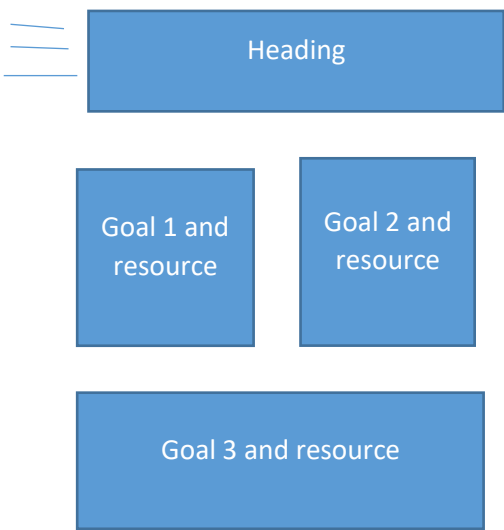 Heading
Goal 1 and
resource
Goal 2 and
resource
Goal 3 and resource